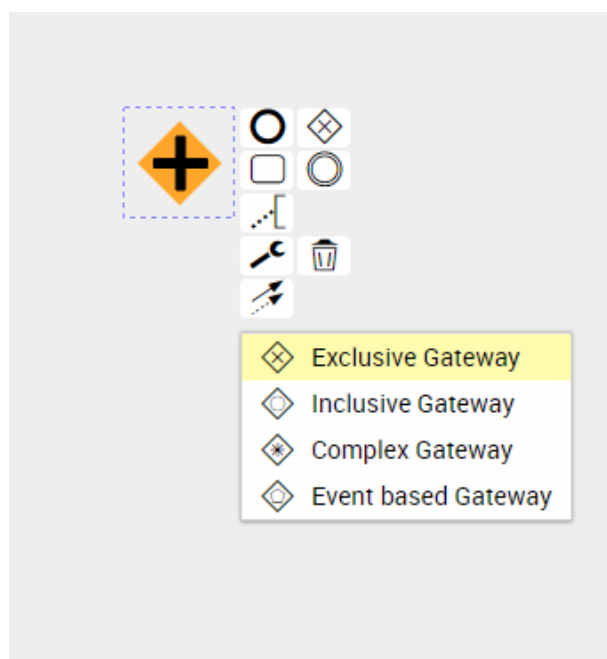 Exclusive Gateway
Inclusive Gateway
Complex Gateway
Event based Gateway